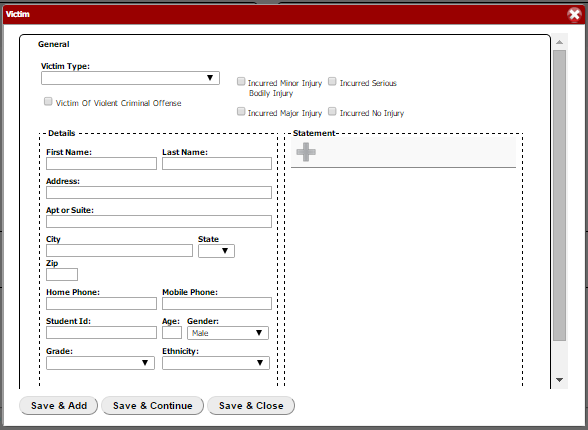 Victim
General
Victim Type:
Incurred Minor Injury
Incurred Serious
Bodily Injury
Victim Of Violent Criminal Offense
Incurred Major Injury
Incurred No Injury
Details
Statement
First Name:
Last Name:
Address:
Apt or Suite:
City
State
Zip
Home Phone:
Mobile Phone:
Student Id:
Age:
Gender:
Male
Grade:
Ethnicity:
Save & Add
Save & Continue
Save & Close